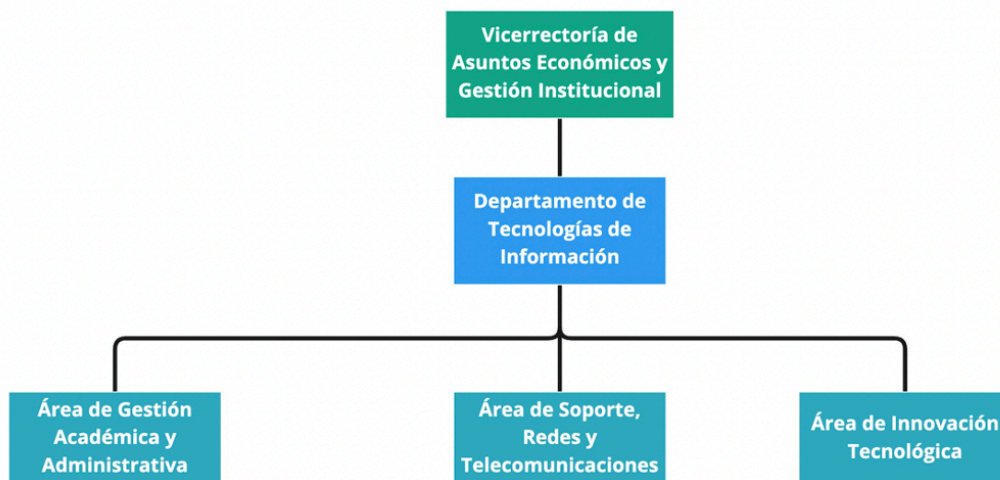 Vicerrectoría de
Asuntos Económicos y
Gestión Institucional
Departamento de
Tecnologías de
Información
Área de Gestión
Académica y
Administrativa
Área de Soporte,
Redes y
Telecomunicaciones
Área de Innovación
Tecnológica